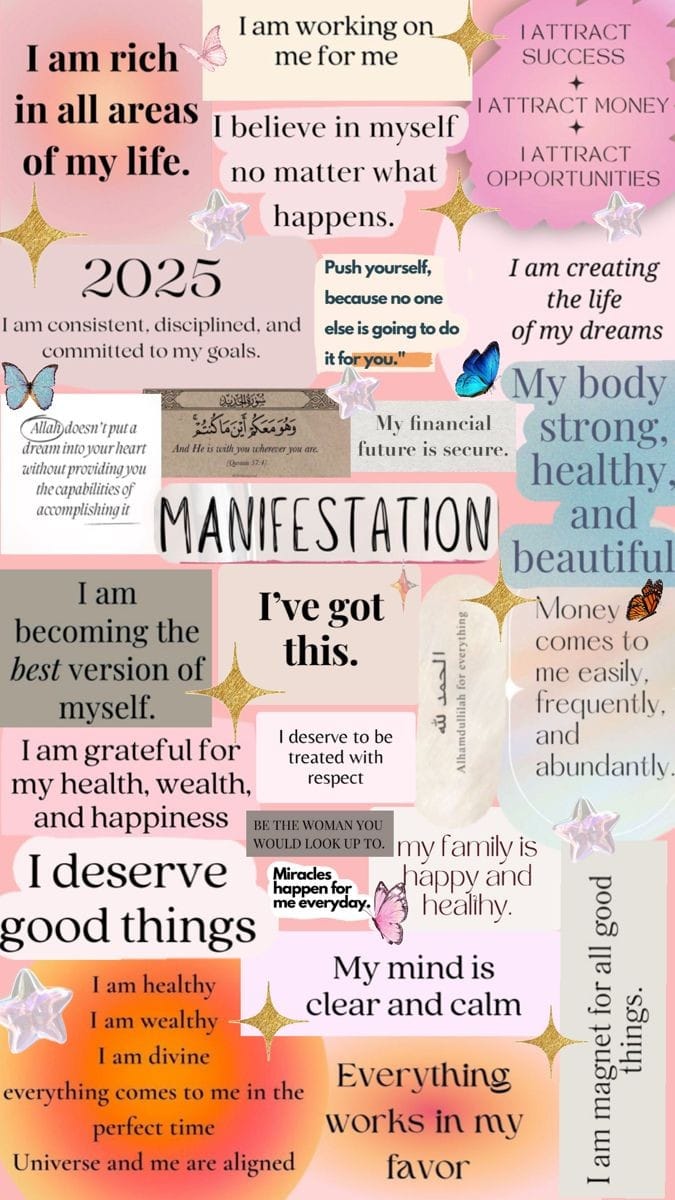 I am rich
in all areas
of my life.
I am working on
me for me
I ATTRACT
SUCCESS
I ATTRACT MONEY
I ATTRACT
OPPORTUNITIES
I believe in myself
no matter what
happens.
2025
I am consistent, disciplined, and
committed to my goals.
Push yourself,
because no one
else is going to do
it for you."
I am creating
the life
of my dreams
Allah doesn't put a
dream into your heart
without providing you
the capabilities of
accomplishing it
سُورَةُ الْحَدِيدِ
وَهُوَ مَعَكُمْ أَيْنَ مَا كُنتُمْ
And He is with you wherever you are.
(Quran 57:4)
My financial
future is secure.
My body
strong,
healthy,
and
beautiful
MANIFESTATION
I am
becoming the
best version of
myself.
I've got
this.
الحمد لله
Alhamdullilah for everything
Money
comes to
me easily,
frequently,
and
abundantly.
I am grateful for
my health, wealth,
and happiness
I deserve to be
treated with
respect
BE THE WOMAN YOU
WOULD LOOK UP TO.
my family is
happy and
healthy.
I deserve
good things
Miracles
happen for
me everyday.
My mind is
clear and calm
I am magnet for all good
things.
I am healthy
I am wealthy
I am divine
everything comes to me in the
perfect time
Universe and me are aligned
Everything
works in my
favor